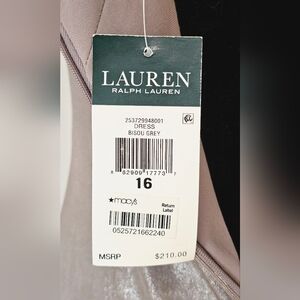 LAUREN
RALPH LAUREN
253729948001
DRESS
BISOU GREY
16
★macy's
Return
Label
0525721662240
MSRP $210.00